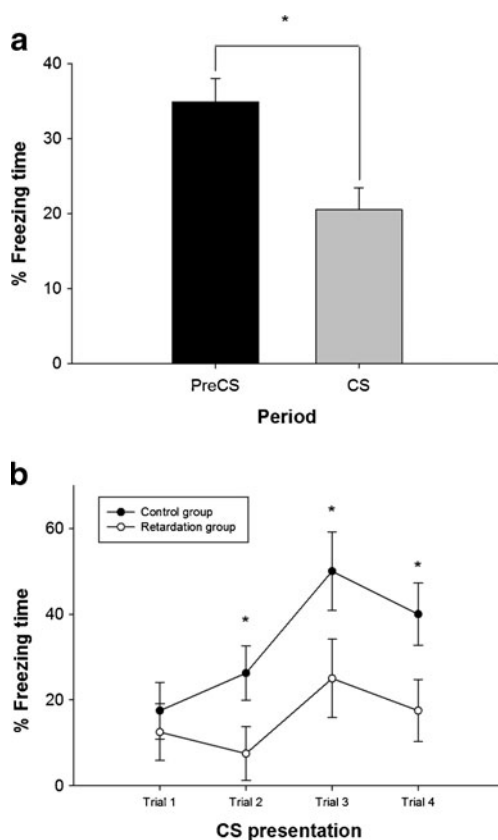 a
*
% Freezing time
40
30
20
10
0
PreCS CS
Period
b
Control group
Retardation group
% Freezing time
60
40
20
0
*
*
*
Trial 1 Trial 2 Trial 3 Trial 4
CS presentation